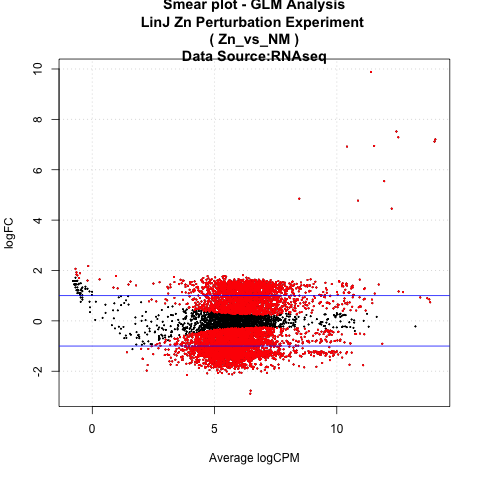 Smear plot - GLM Analysis
LinJ Zn Perturbation Experiment
( Zn_vs_NM )
Data Source:RNAseq
10
8
6
4
2
0
-2
logFC
0 5 10
Average logCPM